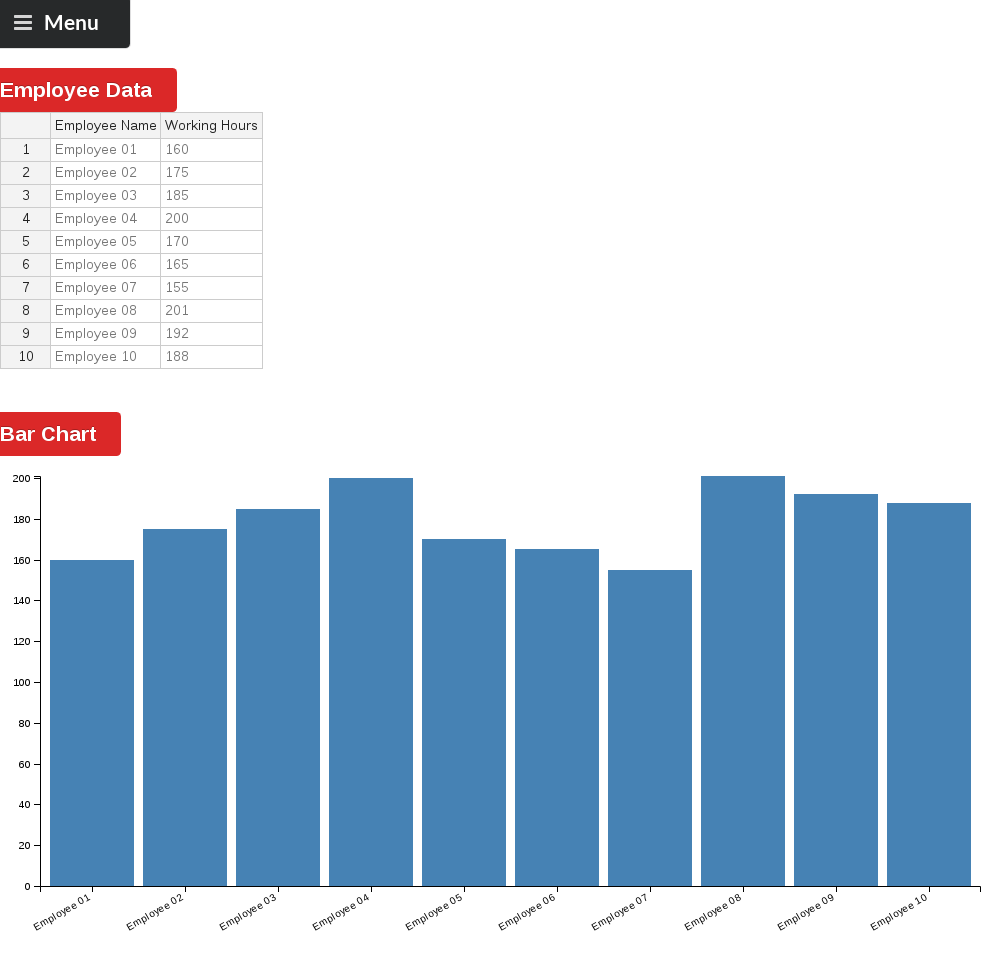 Menu
Employee Data
Employee Name Working Hours
1 Employee 01 160
2 Employee 02 175
3 Employee 03 185
4 Employee 04 200
5 Employee 05 170
6 Employee 06 165
7 Employee 07 155
8 Employee 08 201
9 Employee 09 192
10 Employee 10 188
Bar Chart
200
180
160
140
120
100
80
60
40
20
0
Employee 01 Employee 02 Employee 03 Employee 04 Employee 05 Employee 06 Employee 07 Employee 08 Employee 09 Employee 10